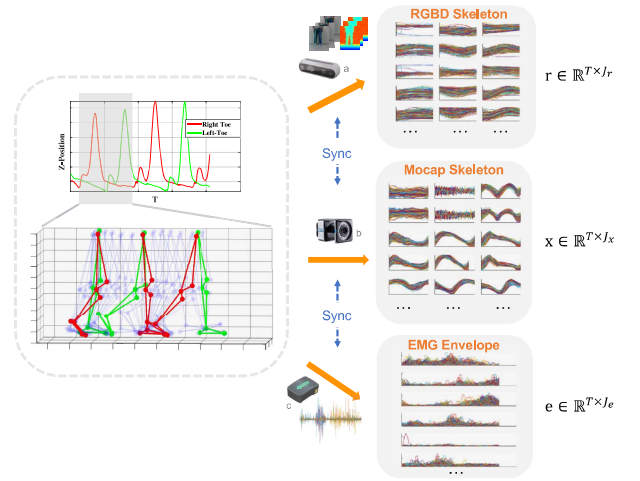 RGBD Skeleton
a
r ∈ ℝ^{T×J_r}
...
Right Toe
Left-Toe
Z-Position
T
Sync
Mocap Skeleton
b
x ∈ ℝ^{T×J_x}
...
Sync
EMG Envelope
c
e ∈ ℝ^{T×J_e}
...